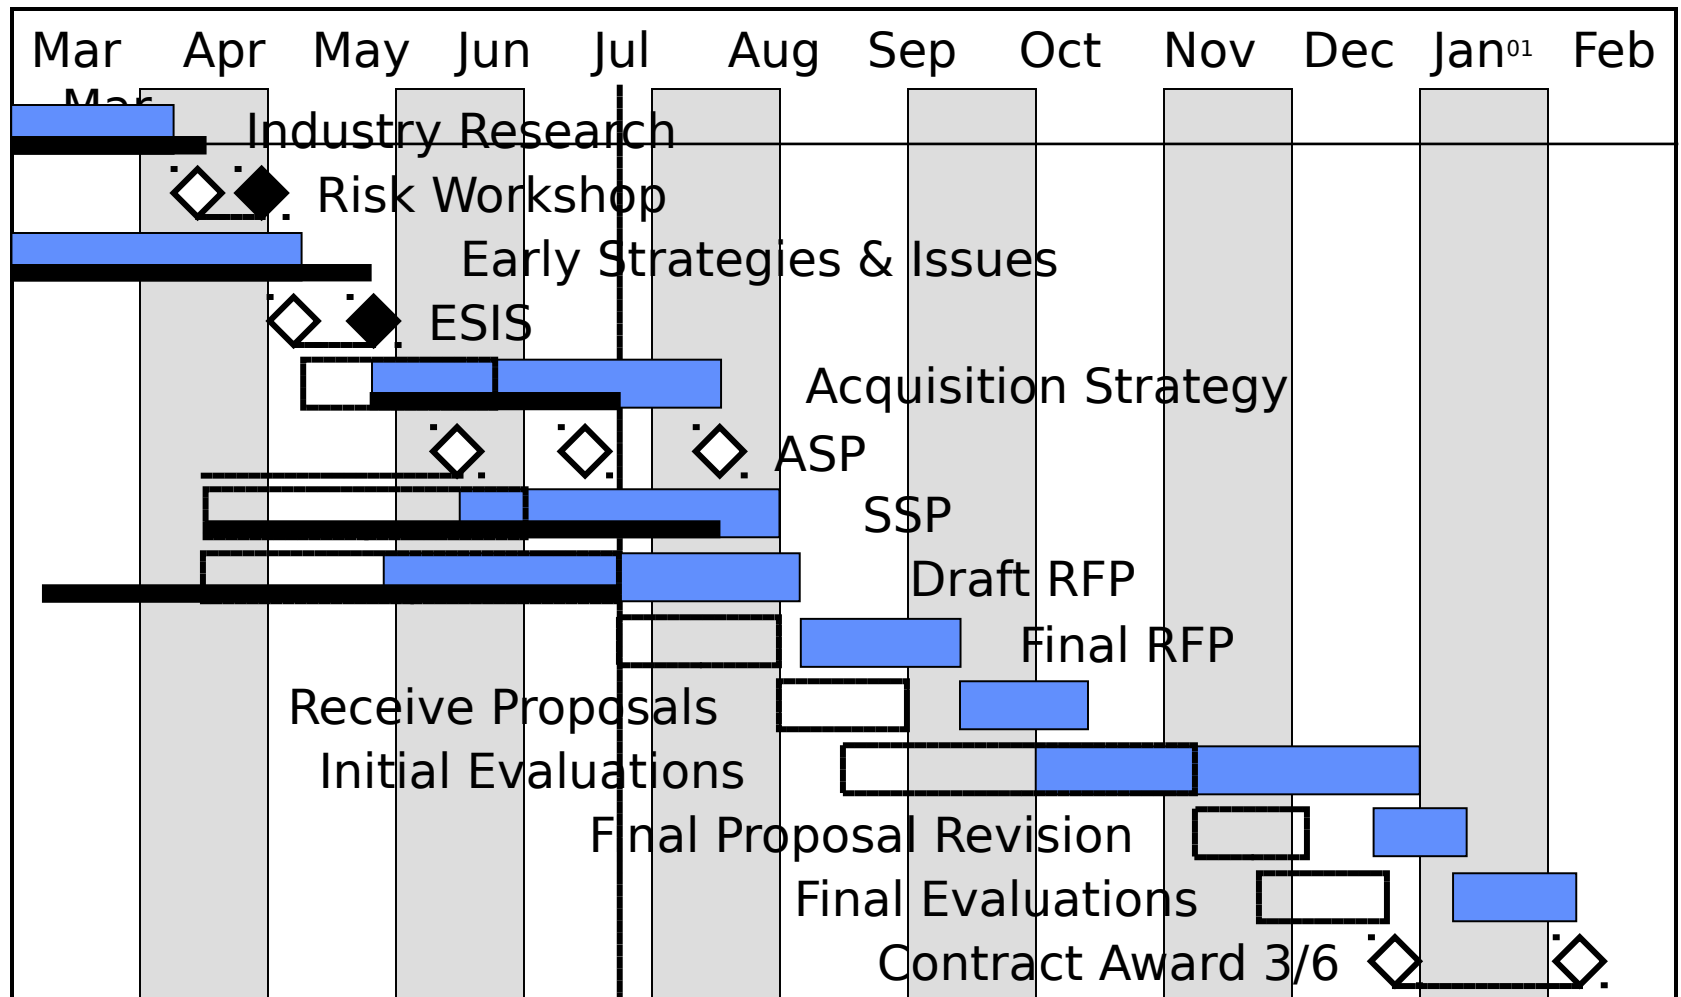 Mar Apr May Jun Jul Aug Sep Oct Nov Dec Jan01 Feb
Mar
Industry Research
Risk Workshop
Early Strategies & Issues
ESIS
Acquisition Strategy
ASP
SSP
Draft RFP
Final RFP
Receive Proposals
Initial Evaluations
Final Proposal Revision
Final Evaluations
Contract Award 3/6